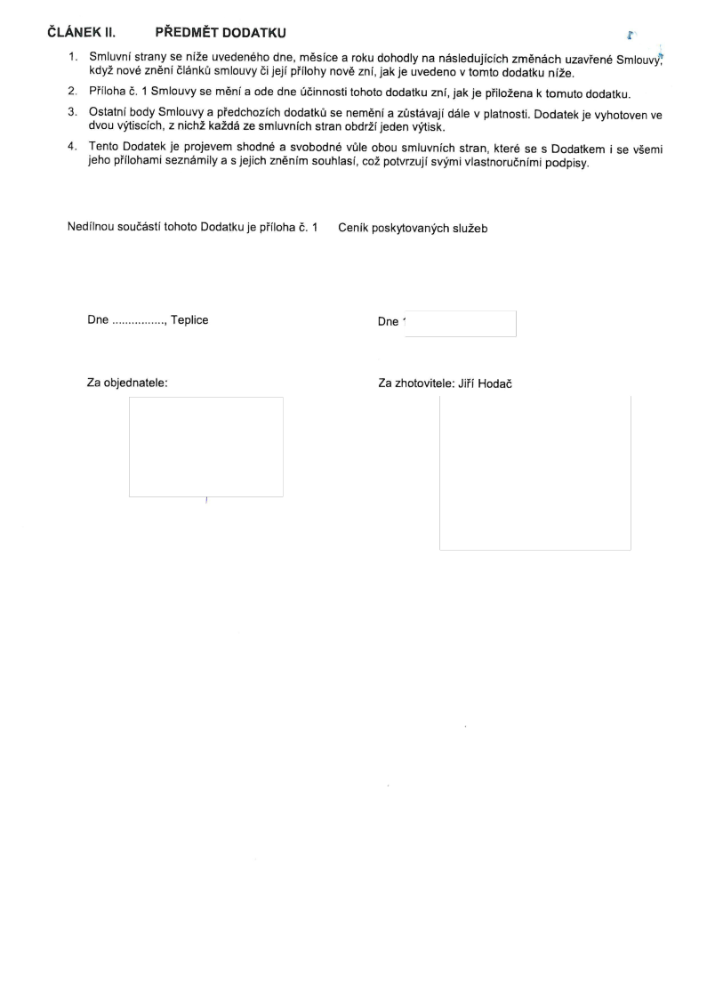 ČLÁNEK II. PŘEDMĚT DODATKU
1. Smluvní strany se níže uvedeného dne, měsíce a roku dohodly na následujících změnách uzavřené Smlouvy,
když nové znění článků smlouvy či její přílohy nově zní, jak je uvedeno v tomto dodatku níže.
2. Příloha č. 1 Smlouvy se mění a ode dne účinnosti tohoto dodatku zní, jak je přiložena k tomuto dodatku.
3. Ostatní body Smlouvy a předchozích dodatků se nemění a zůstávají dále v platnosti. Dodatek je vyhotoven ve
dvou výtiscích, z nichž každá ze smluvních stran obdrží jeden výtisk.
4. Tento Dodatek je projevem shodné a svobodné vůle obou smluvních stran, které se s Dodatkem i se všemi
jeho přílohami seznámily a s jejich zněním souhlasí, což potvrzují svými vlastnoručními podpisy.
Nedílnou součástí tohoto Dodatku je příloha č. 1 Ceník poskytovaných služeb
Dne ................, Teplice
Dne
Za objednatele:
Za zhotovitele: Jiří Hodač